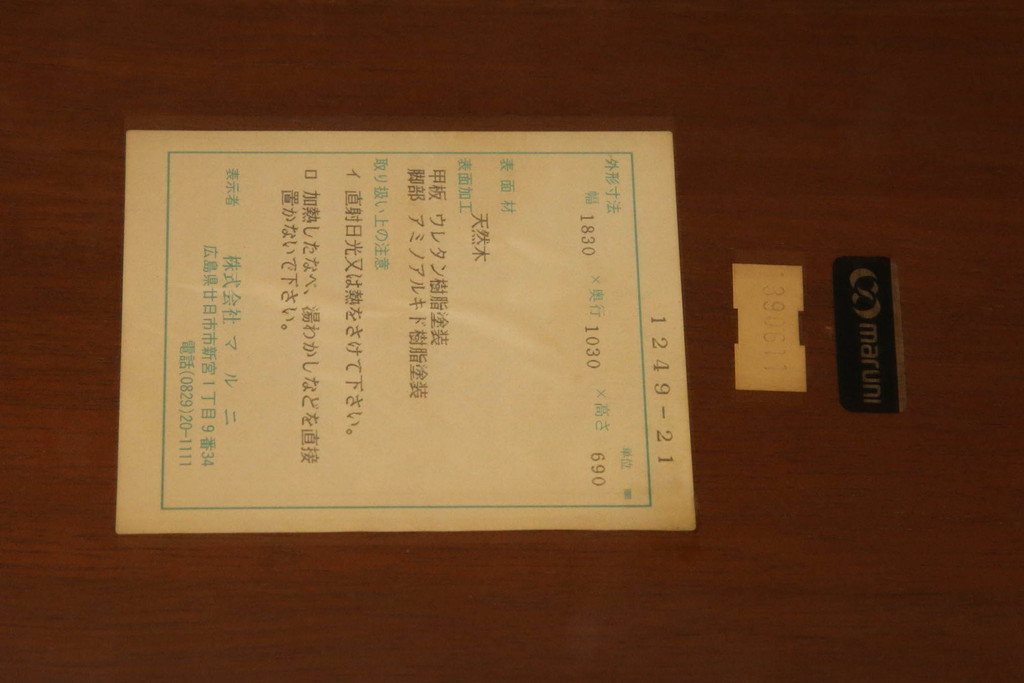 maruni
390611
1249-21
外形寸法 単位 ㎜
幅 1830 ×奥行 1030 ×高さ 690
表面材
天然木
表面加工
甲板 ウレタン樹脂塗装
脚部 アミノアルキド樹脂塗装
取り扱い上の注意
イ 直射日光又は熱をさけて下さい。
ロ 加熱したなべ、湯わかしなどを直接
置かないで下さい。
表示者 株式会社 マルニ
広島県廿日市市新宮1丁目9番34
電話(0829)20-1111